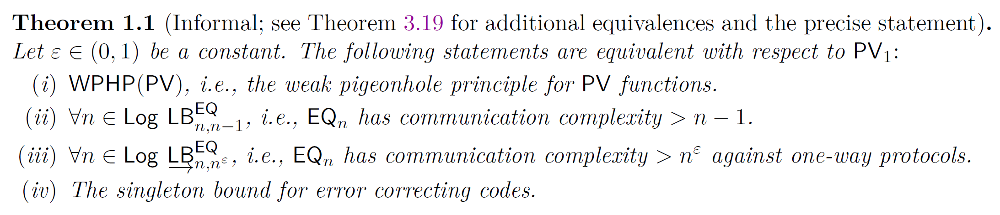 Theorem 1.1 (Informal; see Theorem 3.19 for additional equivalences and the precise statement).
Let ε ∈ (0, 1) be a constant. The following statements are equivalent with respect to PV₁:
(i) WPHP(PV), i.e., the weak pigeonhole principle for PV functions.
(ii) ∀n ∈ Log LB^{EQ}_{n,n−1}, i.e., EQ_n has communication complexity > n − 1.
(iii) ∀n ∈ Log \underrightarrow{LB}^{EQ}_{n,n^ε}, i.e., EQ_n has communication complexity > n^ε against one-way protocols.
(iv) The singleton bound for error correcting codes.